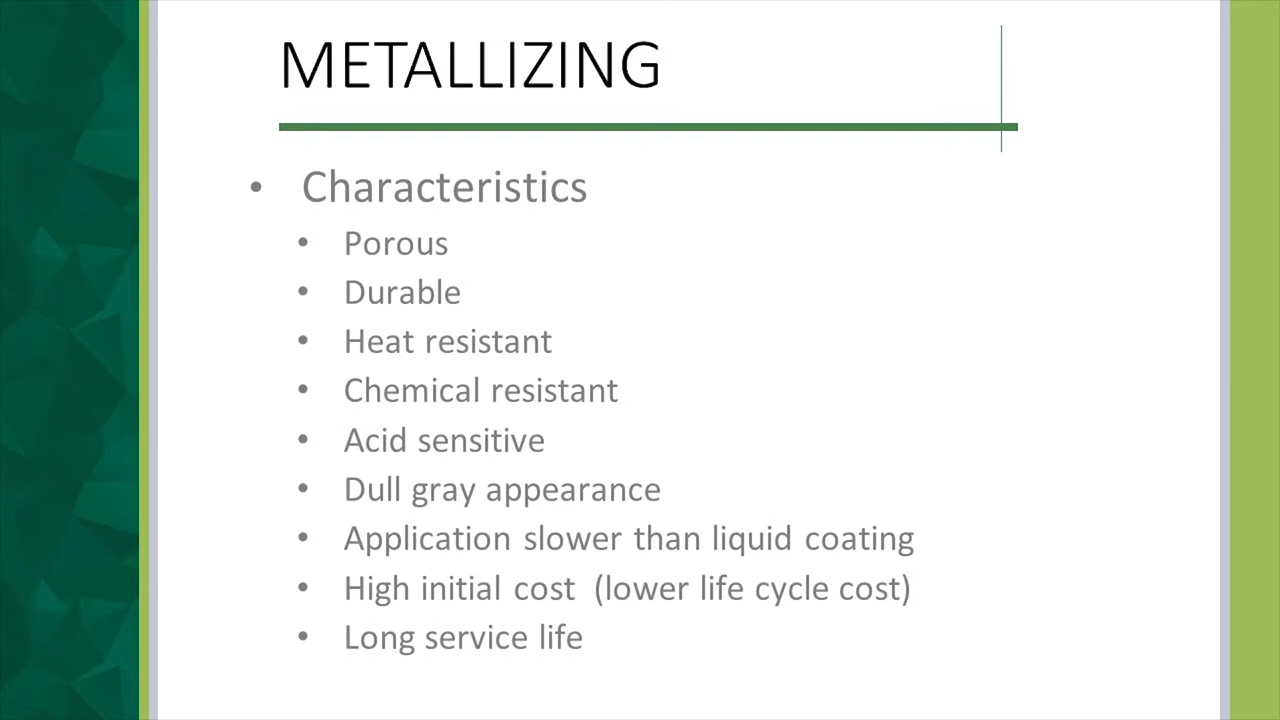 METALLIZING
• Characteristics
• Porous
• Durable
• Heat resistant
• Chemical resistant
• Acid sensitive
• Dull gray appearance
• Application slower than liquid coating
• High initial cost  (lower life cycle cost)
• Long service life